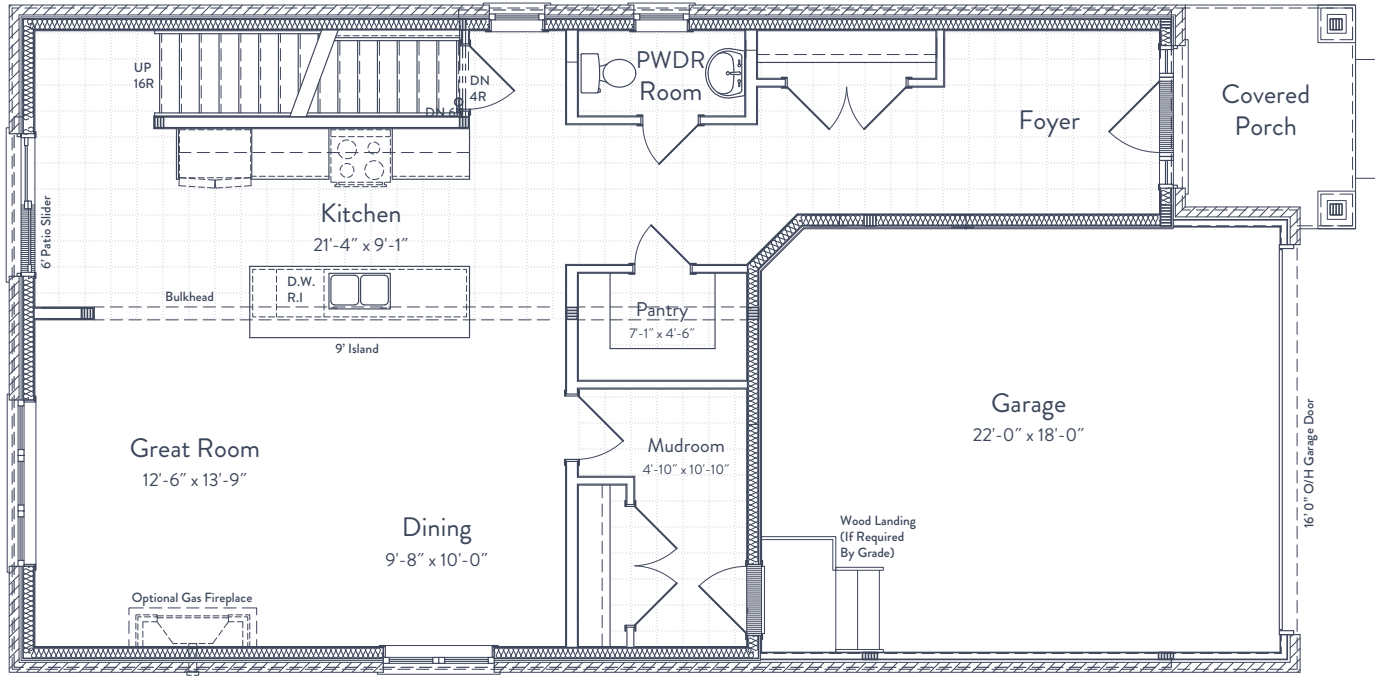 UP
16R
DN
4R
DN 6R
PWDR
Room
Foyer
Covered
Porch
Kitchen
21'-4" x 9'-1"
6' Patio Slider
D.W.
R.I
Bulkhead
9' Island
Pantry
7'-1" x 4'-6"
Great Room
12'-6" x 13'-9"
Dining
9'-8" x 10'-0"
Mudroom
4'-10" x 10'-10"
Garage
22'-0" x 18'-0"
16' 0" O/H Garage Door
Wood Landing
(If Required
By Grade)
Optional Gas Fireplace